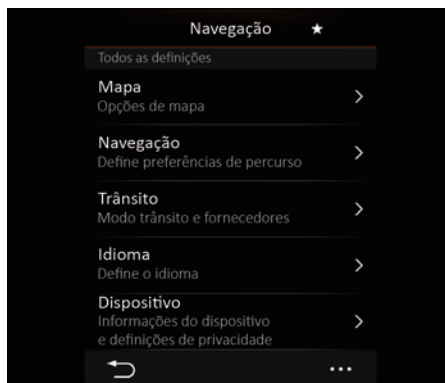 Navegação
Todos as definições
Mapa
Opções de mapa
Navegação
Define preferências de percurso
Trânsito
Modo trânsito e fornecedores
Idioma
Define o idioma
Dispositivo
Informações do dispositivo
e definições de privacidade